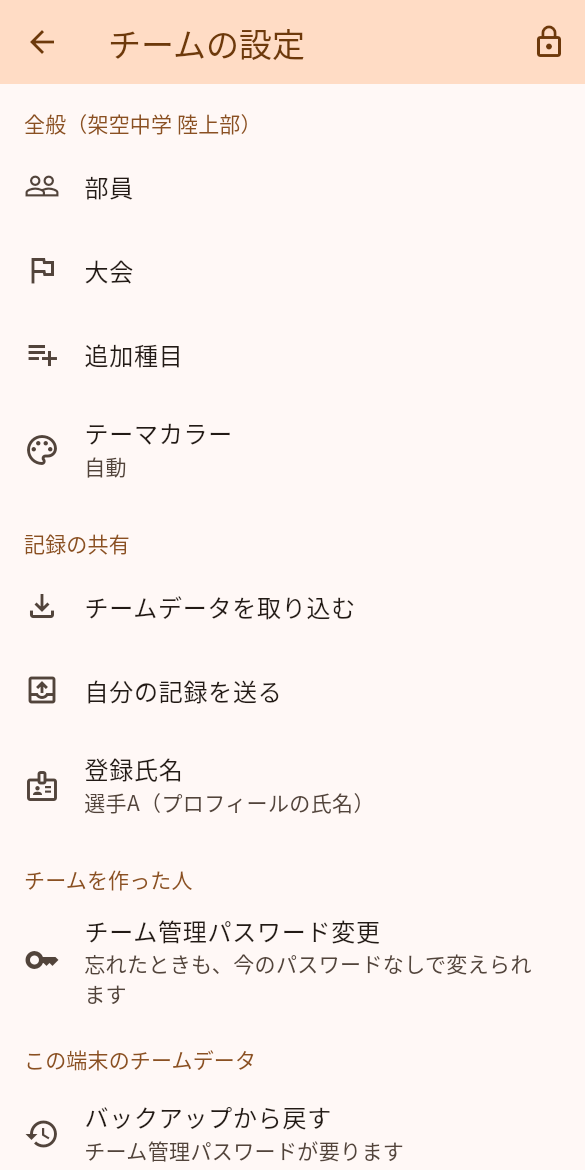 チームの設定
全般（架空中学 陸上部）
部員
大会
追加種目
テーマカラー
自動
記録の共有
チームデータを取り込む
自分の記録を送る
登録氏名
選手A（プロフィールの氏名）
チームを作った人
チーム管理パスワード変更
忘れたときも、今のパスワードなしで変えられ
ます
この端末のチームデータ
バックアップから戻す
チーム管理パスワードが要ります